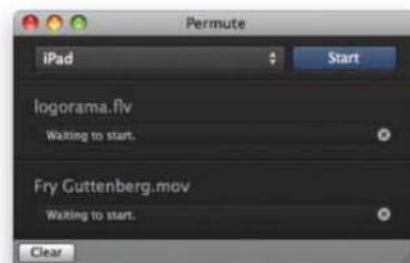 Permute
iPad Start
logorama.flv
Waiting to start.
Fry Guttenberg.mov
Waiting to start.
Clear